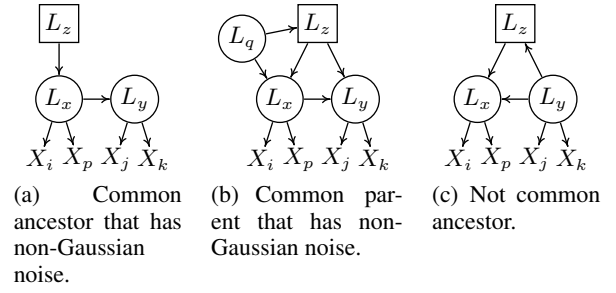 L_z
L_x L_y
X_i X_p X_j X_k
(a) Common
ancestor that has
non-Gaussian
noise.
L_q L_z
L_x L_y
X_i X_p X_j X_k
(b) Common par-
ent that has non-
Gaussian noise.
L_z
L_x L_y
X_i X_p X_j X_k
(c) Not common
ancestor.